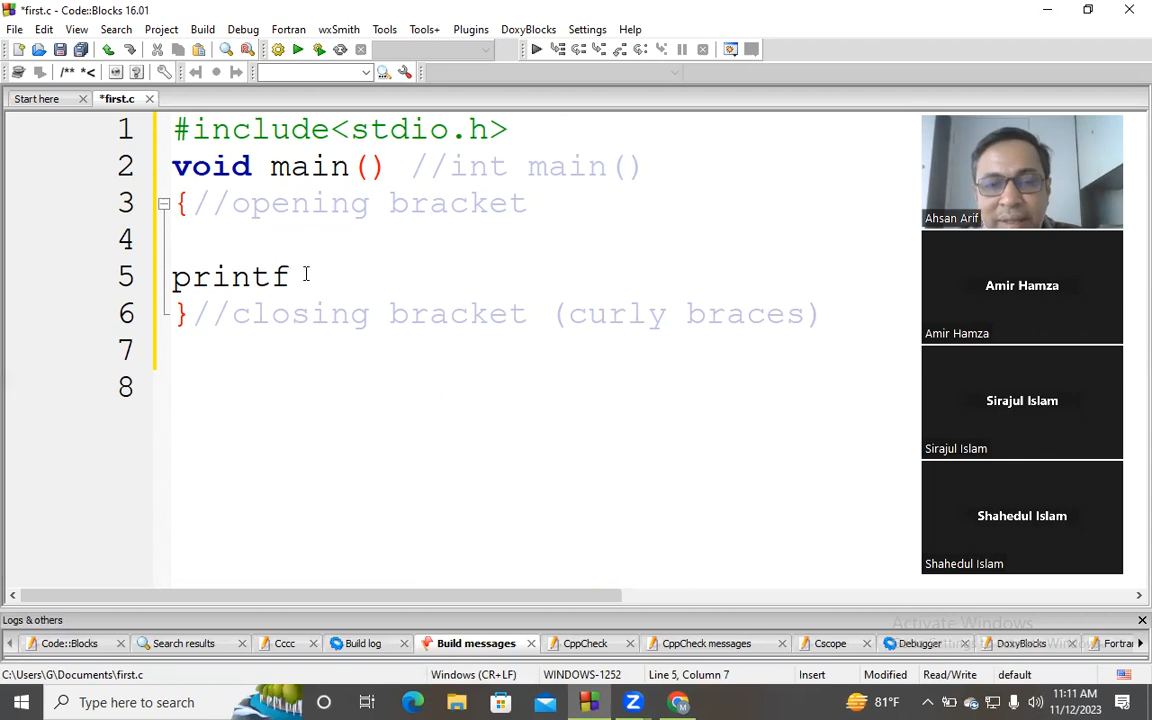 *first.c - Code::Blocks 16.01
File Edit View Search Project Build Debug Fortran wxSmith Tools Tools+ Plugins DoxyBlocks Settings Help
/** *<
Start here *first.c
1 #include<stdio.h>
2 void main() //int main()
3 {//opening bracket
4
5 printf
6 }//closing bracket (curly braces)
7
8
Ahsan Arif
Amir Hamza
Amir Hamza
Sirajul Islam
Sirajul Islam
Shahedul Islam
Shahedul Islam
Activate Windows
Logs & others
Code::Blocks Search results Cccc Build log Build messages CppCheck CppCheck messages Cscope Debugger DoxyBlocks Fortra
C:\Users\G\Documents\first.c Windows (CR+LF) WINDOWS-1252 Line 5, Column 7 Insert Modified Read/Write default
Type here to search 81°F 11:11 AM
11/12/2023